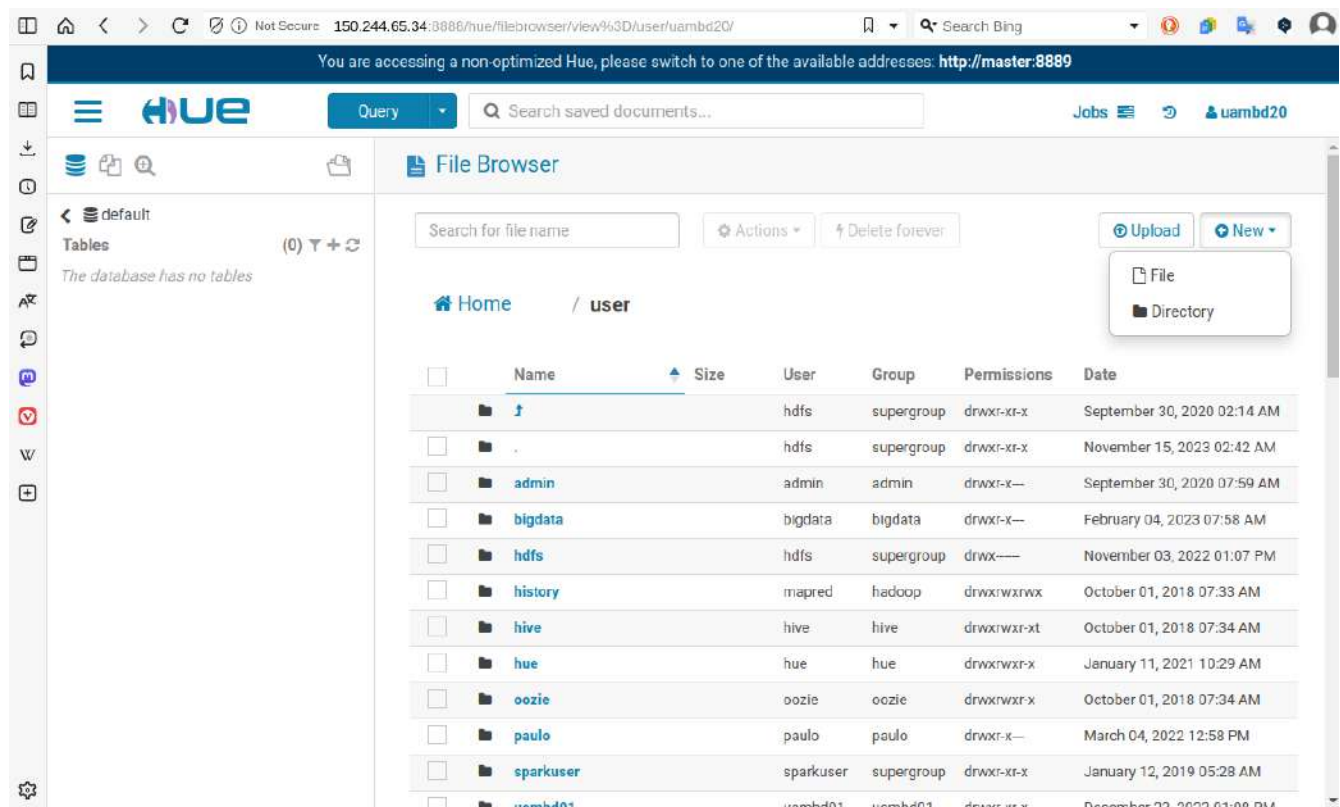 Not Secure 150.244.65.34:8888/hue/filebrowser/view%3D/user/uambd20/ Search Bing
You are accessing a non-optimized Hue, please switch to one of the available addresses: http://master:8889
HUE Query Search saved documents... Jobs uambd20
File Browser
default
Tables (0)
The database has no tables
Search for file name Actions Delete forever Upload New
File
Directory
Home / user
Name Size User Group Permissions Date
hdfs supergroup drwxr-xr-x September 30, 2020 02:14 AM
. hdfs supergroup drwxr-xr-x November 15, 2023 02:42 AM
admin admin admin drwxr-x--- September 30, 2020 07:59 AM
bigdata bigdata bigdata drwxr-x--- February 04, 2023 07:58 AM
hdfs hdfs supergroup drwx------ November 03, 2022 01:07 PM
history mapred hadoop drwxrwxrwx October 01, 2018 07:33 AM
hive hive hive drwxrwxr-xt October 01, 2018 07:34 AM
hue hue hue drwxrwxr-x January 11, 2021 10:29 AM
oozie oozie oozie drwxrwxr-x October 01, 2018 07:34 AM
paulo paulo paulo drwxr-x--- March 04, 2022 12:58 PM
sparkuser sparkuser supergroup drwxr-xr-x January 12, 2019 05:28 AM
uambd01 uambd01 uambd01